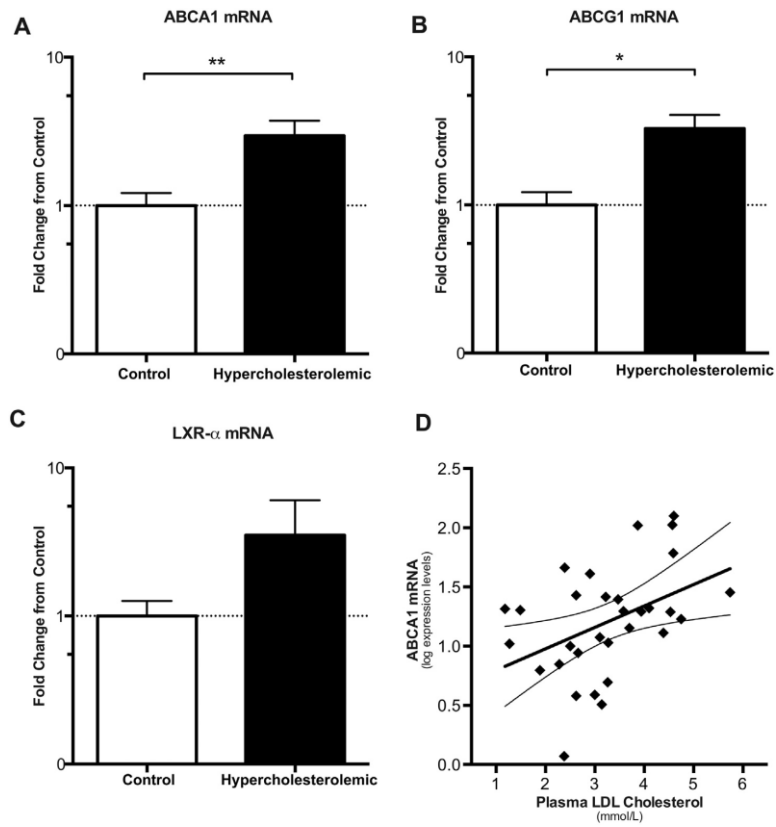 A
ABCA1 mRNA
Fold Change from Control
10
1
0
**
Control Hypercholesterolemic
B
ABCG1 mRNA
Fold Change from Control
10
1
0
*
Control Hypercholesterolemic
C
LXR-α mRNA
Fold Change from Control
10
1
0
Control Hypercholesterolemic
D
ABCA1 mRNA
(log expression levels)
2.5
2.0
1.5
1.0
0.5
0.0
1 2 3 4 5 6
Plasma LDL Cholesterol
(mmol/L)